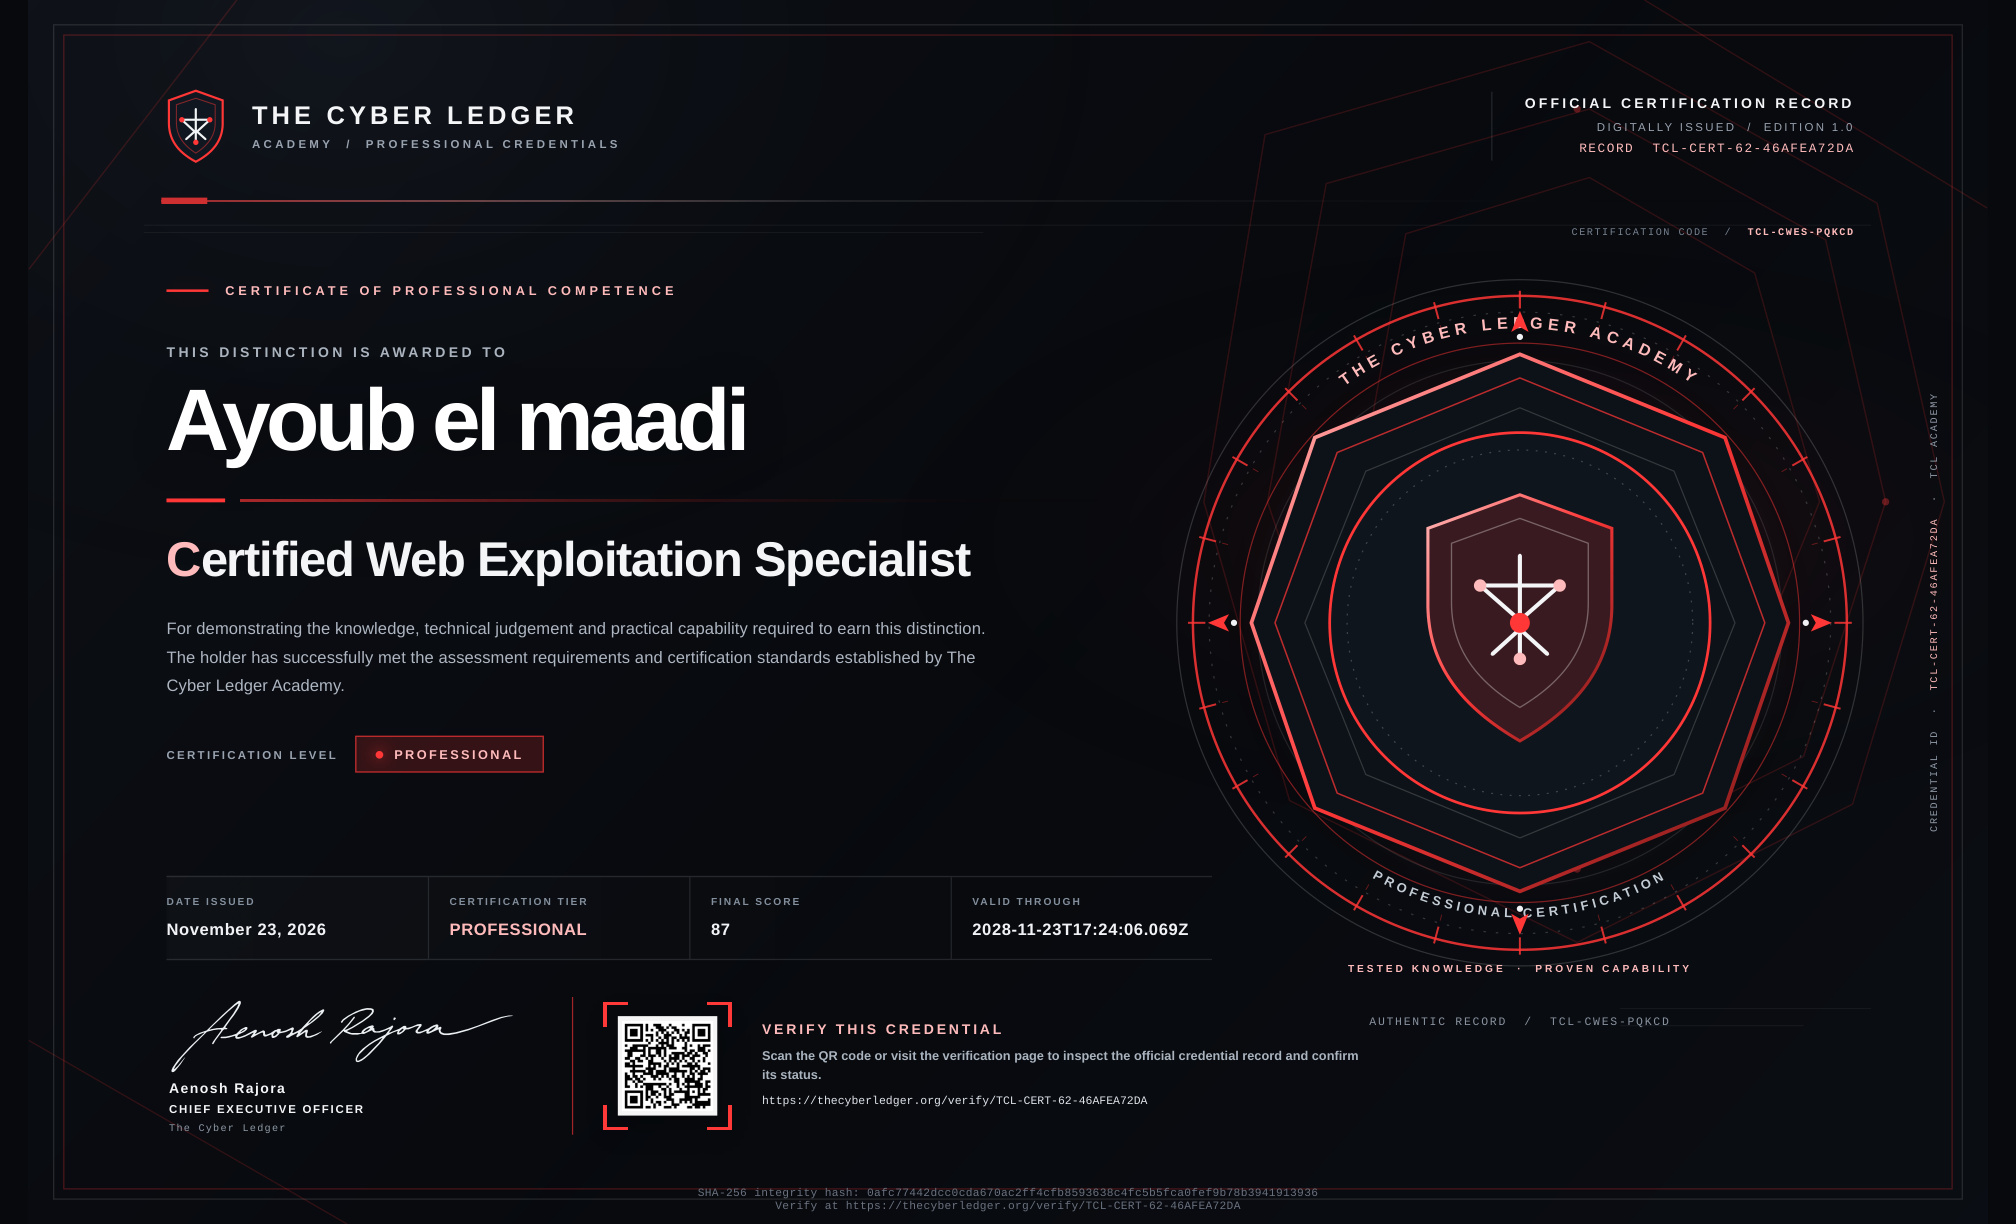 THE CYBER LEDGER
ACADEMY / PROFESSIONAL CREDENTIALS
OFFICIAL CERTIFICATION RECORD
DIGITALLY ISSUED / EDITION 1.0
RECORD TCL-CERT-62-46AFEA72DA
CERTIFICATION CODE / TCL-CWES-PQKCD
CERTIFICATE OF PROFESSIONAL COMPETENCE
THIS DISTINCTION IS AWARDED TO
Ayoub el maadi
Certified Web Exploitation Specialist
For demonstrating the knowledge, technical judgement and practical capability required to earn this distinction.
The holder has successfully met the assessment requirements and certification standards established by The
Cyber Ledger Academy.
CERTIFICATION LEVEL PROFESSIONAL
THE CYBER LEDGER ACADEMY
PROFESSIONAL CERTIFICATION
TESTED KNOWLEDGE · PROVEN CAPABILITY
CREDENTIAL ID · TCL-CERT-62-46AFEA72DA · TCL ACADEMY
DATE ISSUED
November 23, 2026
CERTIFICATION TIER
PROFESSIONAL
FINAL SCORE
87
VALID THROUGH
2028-11-23T17:24:06.069Z
Aenosh Rajora
Aenosh Rajora
CHIEF EXECUTIVE OFFICER
The Cyber Ledger
VERIFY THIS CREDENTIAL
Scan the QR code or visit the verification page to inspect the official credential record and confirm
its status.
https://thecyberledger.org/verify/TCL-CERT-62-46AFEA72DA
AUTHENTIC RECORD / TCL-CWES-PQKCD
SHA-256 integrity hash: 0afc77442dcc0cda670ac2ff4cfb8593638c4fc5b5fca0fef9b78b3941913936
Verify at https://thecyberledger.org/verify/TCL-CERT-62-46AFEA72DA